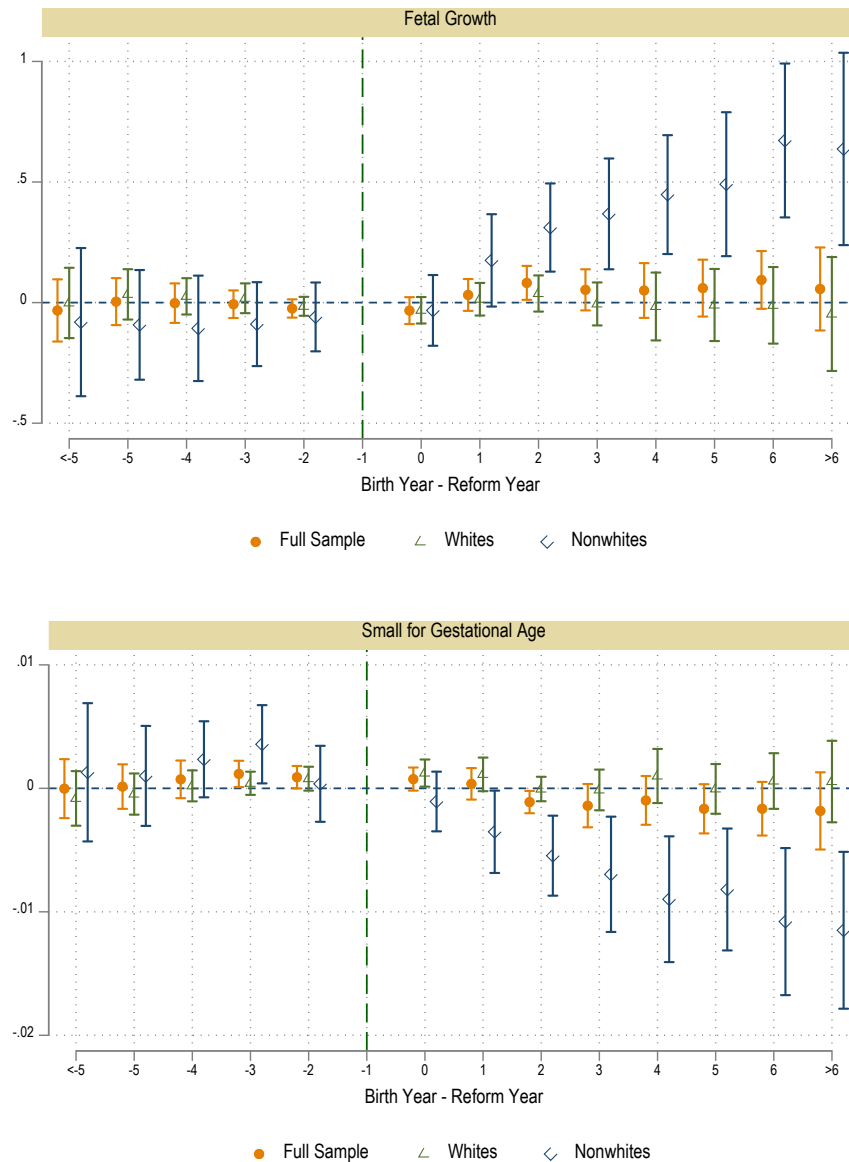 Fetal Growth
1
.5
0
-.5
<-5 -5 -4 -3 -2 -1 0 1 2 3 4 5 6 >6
Birth Year - Reform Year
Full Sample Whites Nonwhites
Small for Gestational Age
.01
0
-.01
-.02
<-5 -5 -4 -3 -2 -1 0 1 2 3 4 5 6 >6
Birth Year - Reform Year
Full Sample Whites Nonwhites